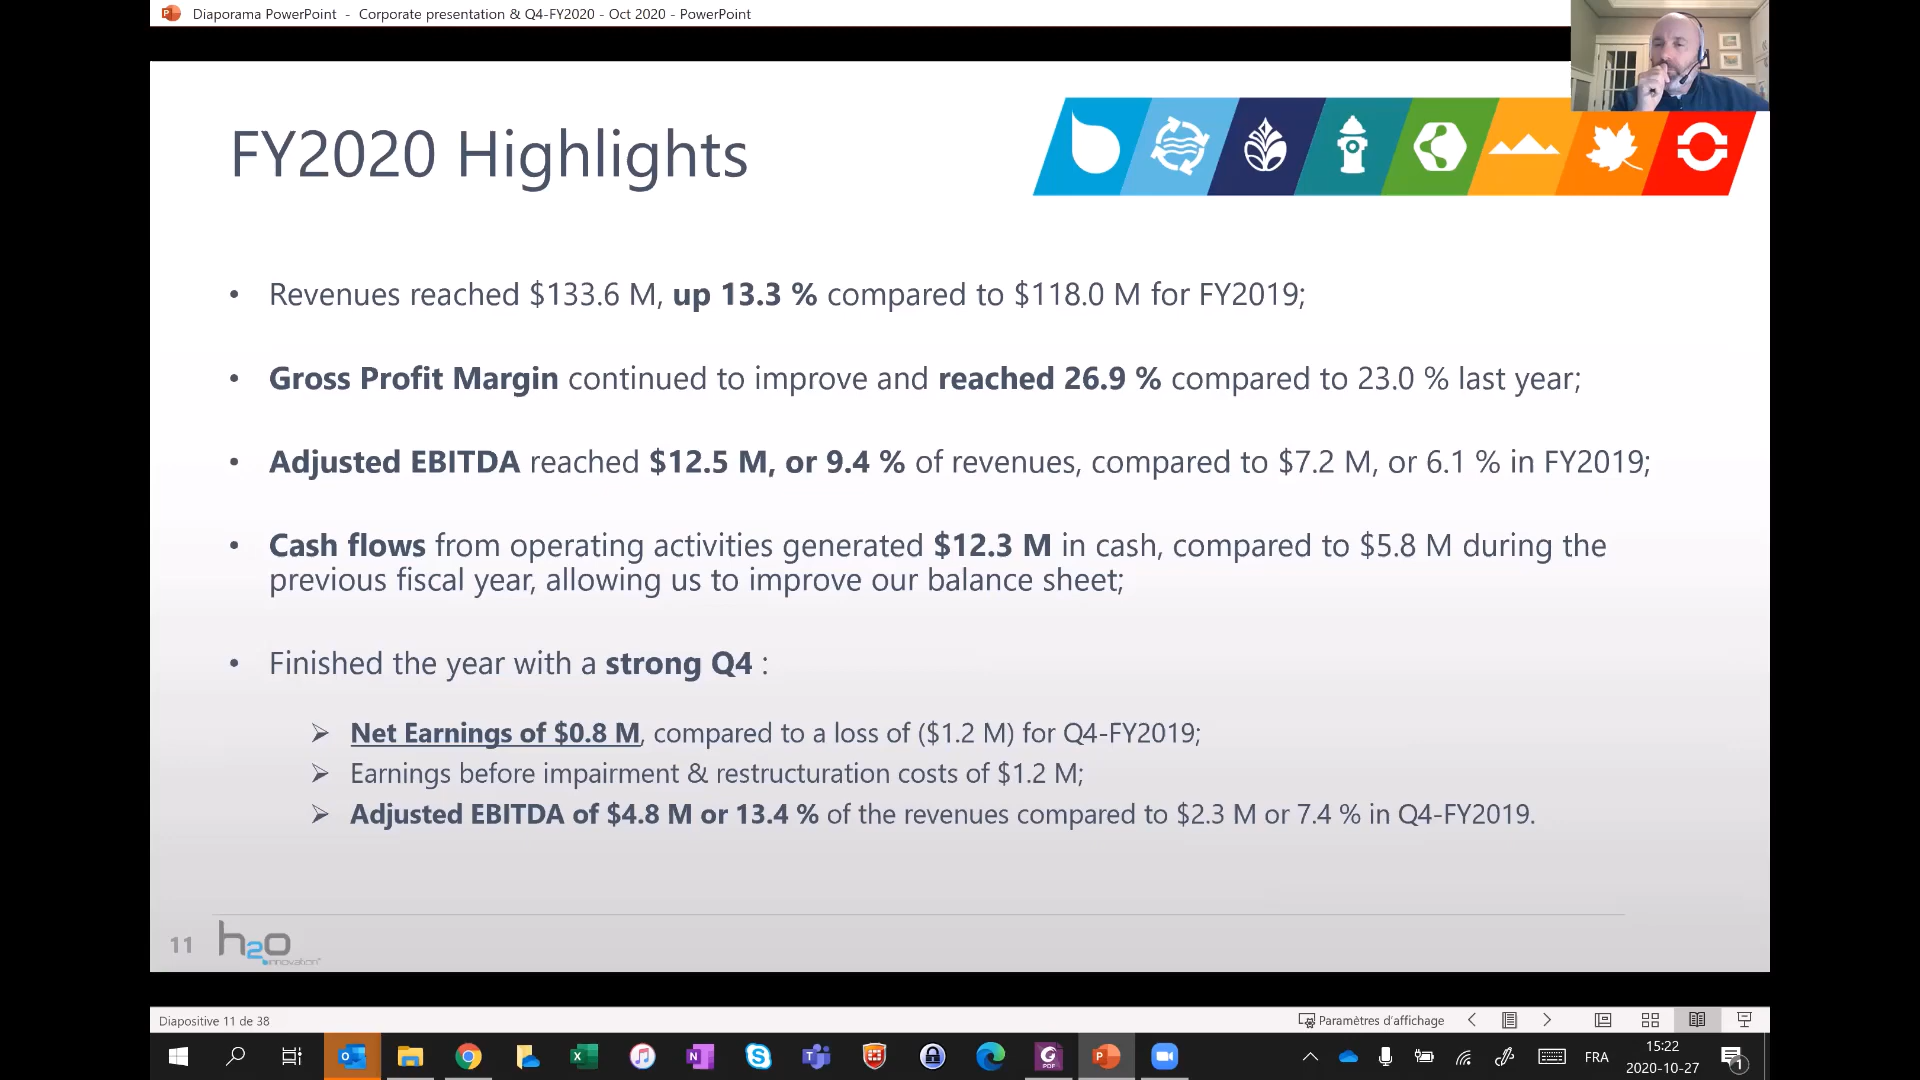 Diaporama PowerPoint - Corporate presentation & Q4-FY2020 - Oct 2020 - PowerPoint
FY2020 Highlights
• Revenues reached $133.6 M, up 13.3 % compared to $118.0 M for FY2019;
• Gross Profit Margin continued to improve and reached 26.9 % compared to 23.0 % last year;
• Adjusted EBITDA reached $12.5 M, or 9.4 % of revenues, compared to $7.2 M, or 6.1 % in FY2019;
• Cash flows from operating activities generated $12.3 M in cash, compared to $5.8 M during the
previous fiscal year, allowing us to improve our balance sheet;
• Finished the year with a strong Q4 :
➢ Net Earnings of $0.8 M, compared to a loss of ($1.2 M) for Q4-FY2019;
➢ Earnings before impairment & restructuration costs of $1.2 M;
➢ Adjusted EBITDA of $4.8 M or 13.4 % of the revenues compared to $2.3 M or 7.4 % in Q4-FY2019.
11
h2o
innovation
Diapositive 11 de 38
Paramètres d'affichage
FRA
15:22
2020-10-27
1